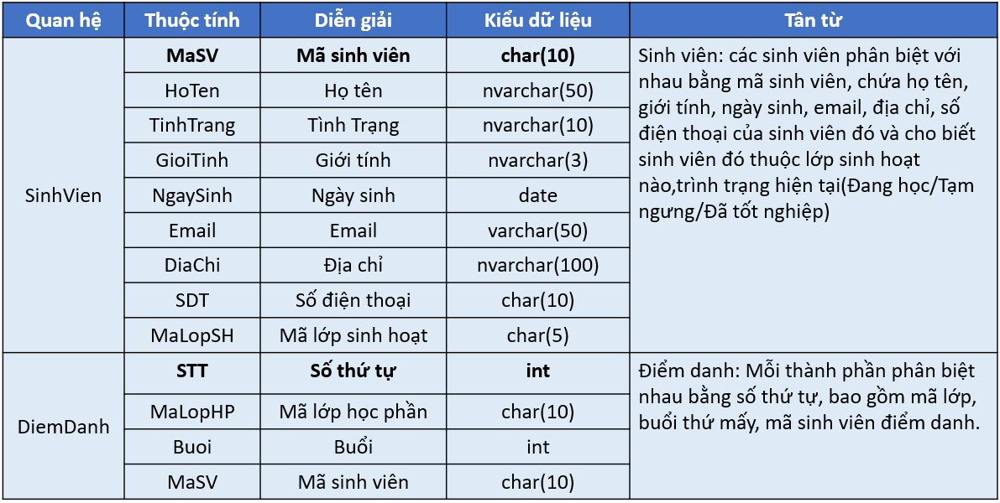 Quan hệ Thuộc tính Diễn giải Kiểu dữ liệu Tân từ
SinhVien
MaSV Mã sinh viên char(10)
HoTen Họ tên nvarchar(50)
TinhTrang Tình Trạng nvarchar(10)
GioiTinh Giới tính nvarchar(3)
NgaySinh Ngày sinh date
Email Email varchar(50)
DiaChi Địa chỉ nvarchar(100)
SDT Số điện thoại char(10)
MaLopSH Mã lớp sinh hoạt char(5)
Sinh viên: các sinh viên phân biệt với
nhau bằng mã sinh viên, chứa họ tên,
giới tính, ngày sinh, email, địa chỉ, số
điện thoại của sinh viên đó và cho biết
sinh viên đó thuộc lớp sinh hoạt
nào,trình trạng hiện tại(Đang học/Tạm
ngưng/Đã tốt nghiệp)
DiemDanh
STT Số thứ tự int
MaLopHP Mã lớp học phần char(10)
Buoi Buổi int
MaSV Mã sinh viên char(10)
Điểm danh: Mỗi thành phần phân biệt
nhau bằng số thứ tự, bao gồm mã lớp,
buổi thứ mấy, mã sinh viên điểm danh.